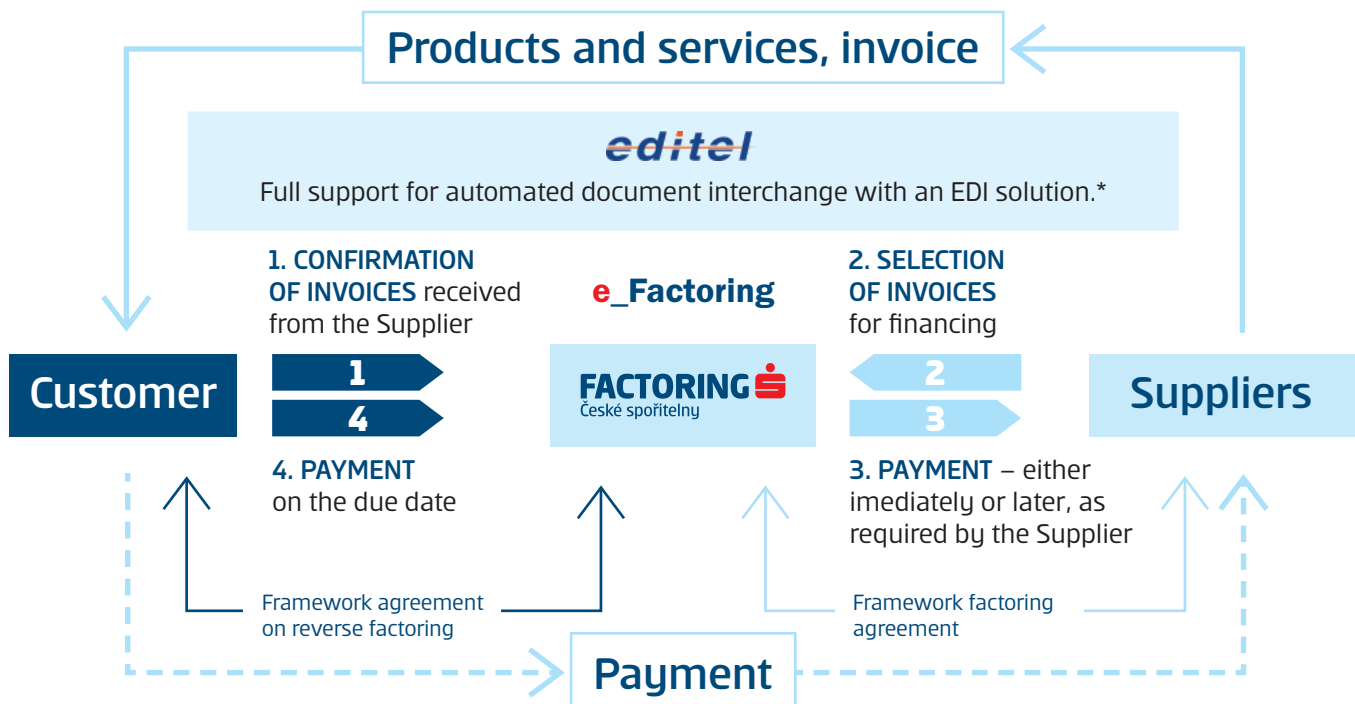 Products and services, invoice
editel
Full support for automated document interchange with an EDI solution.*
1. CONFIRMATION
OF INVOICES received
from the Supplier
e_Factoring
2. SELECTION
OF INVOICES
for financing
Customer
1
4
FACTORING
České spořitelny
2
3
Suppliers
4. PAYMENT
on the due date
3. PAYMENT – either
imediately or later, as
required by the Supplier
Framework agreement
on reverse factoring
Framework factoring
agreement
Payment